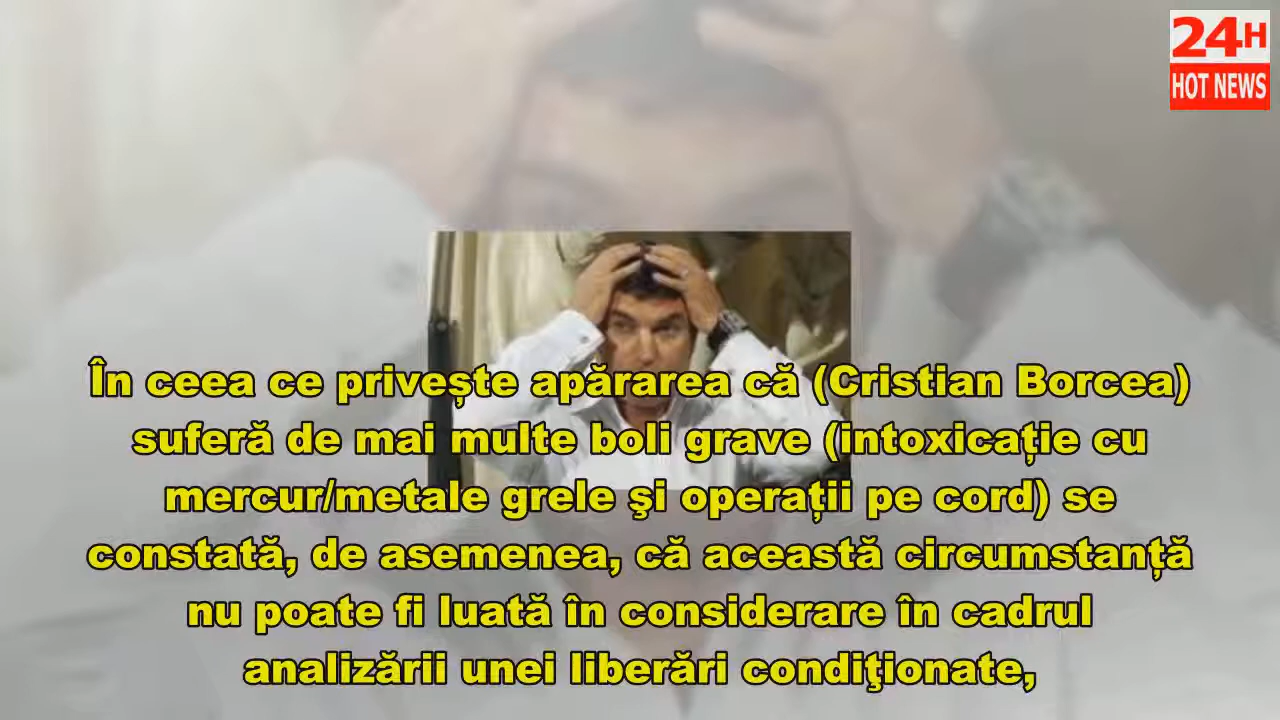 24H
HOT NEWS
În ceea ce privește apărarea că (Cristian Borcea)
suferă de mai multe boli grave (intoxicație cu
mercur/metale grele şi operații pe cord) se
constată, de asemenea, că această circumstanță
nu poate fi luată în considerare în cadrul
analizării unei liberări condiţionate,